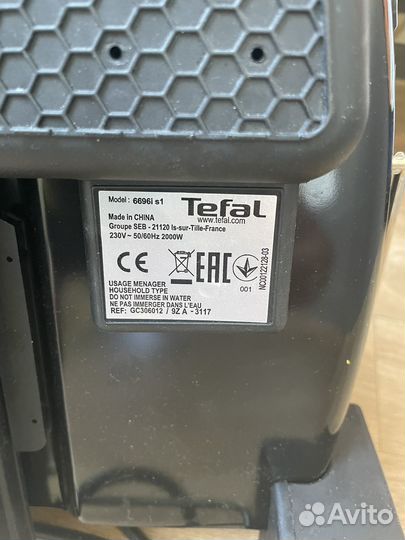 Model: 6696i s1
Tefal
www.tefal.com
Made in CHINA
Groupe SEB - 21120 Is-sur-Tille-France
230V ~ 50/60Hz 2000W
CE
EAC
001
NC00122128-03
USAGE MENAGER
HOUSEHOLD TYPE
DO NOT IMMERSE IN WATER
NE PAS IMMERGER DANS L'EAU
REF: GC306012 / 9Z A - 3117
Avito